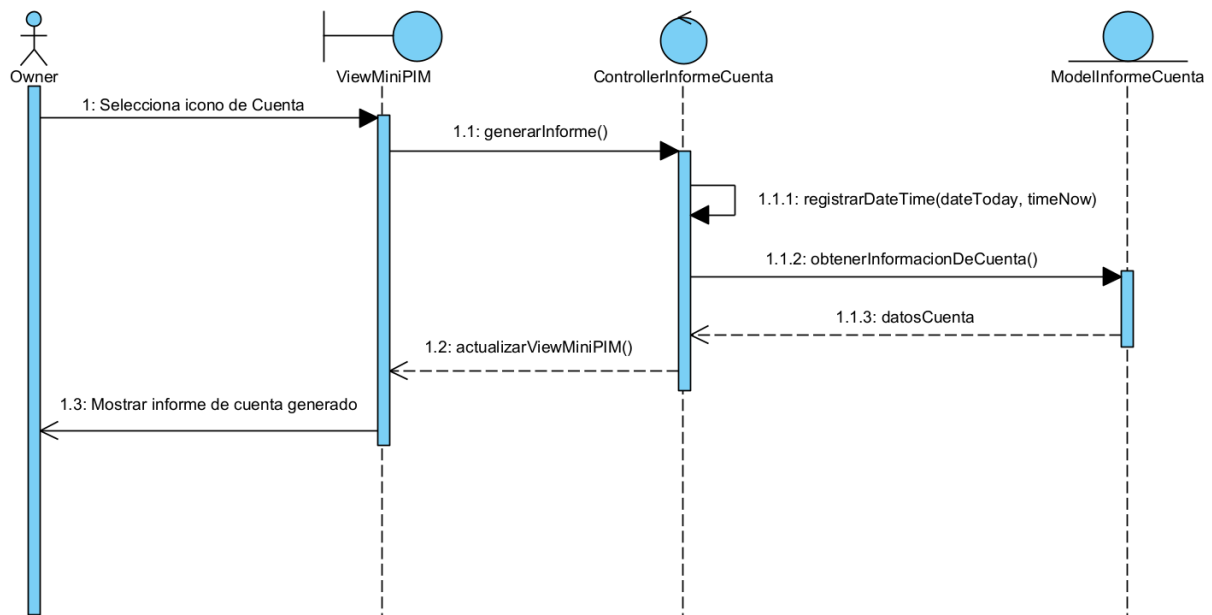 Owner
ViewMiniPIM
ControllerInformeCuenta
ModelInformeCuenta
1: Selecciona icono de Cuenta
1.1: generarInforme()
1.1.1: registrarDateTime(dateToday, timeNow)
1.1.2: obtenerInformacionDeCuenta()
1.1.3: datosCuenta
1.2: actualizarViewMiniPIM()
1.3: Mostrar informe de cuenta generado